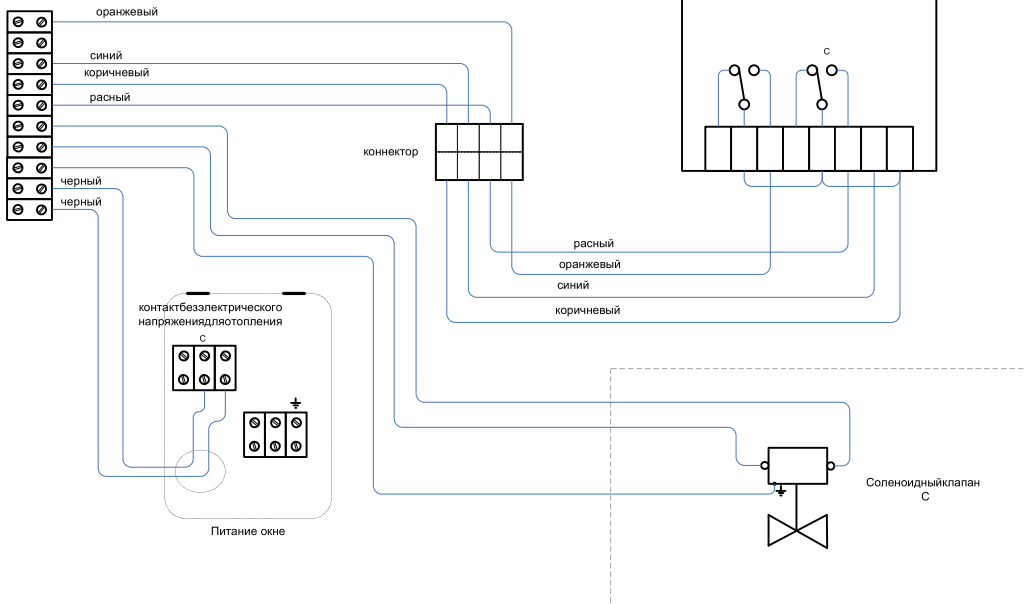 оранжевый
синий
коричневый
расный
коннектор
С
черный
черный
расный
оранжевый
синий
коричневый
контактбезэлектрического
напряжениядляотопления
С
Питание окне
Соленоидныйклапан
С